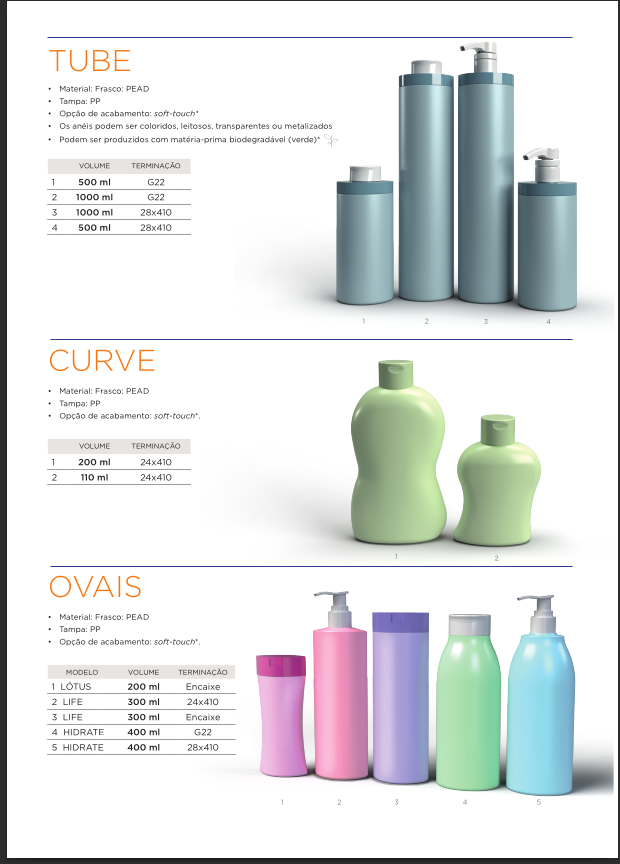 TUBE
• Material: Frasco: PEAD
• Tampa: PP
• Opção de acabamento: soft-touch*
• Os anéis podem ser coloridos, leitosos, transparentes ou metalizados
• Podem ser produzidos com matéria-prima biodegradável (verde)*
VOLUME TERMINAÇÃO
1 500 ml G22
2 1000 ml G22
3 1000 ml 28x410
4 500 ml 28x410
1 2 3 4
CURVE
• Material: Frasco: PEAD
• Tampa: PP
• Opção de acabamento: soft-touch*.
VOLUME TERMINAÇÃO
1 200 ml 24x410
2 110 ml 24x410
1 2
OVAIS
• Material: Frasco: PEAD
• Tampa: PP
• Opção de acabamento: soft-touch*.
MODELO VOLUME TERMINAÇÃO
1 LÓTUS 200 ml Encaixe
2 LIFE 300 ml 24x410
3 LIFE 300 ml Encaixe
4 HIDRATE 400 ml G22
5 HIDRATE 400 ml 28x410
1 2 3 4 5